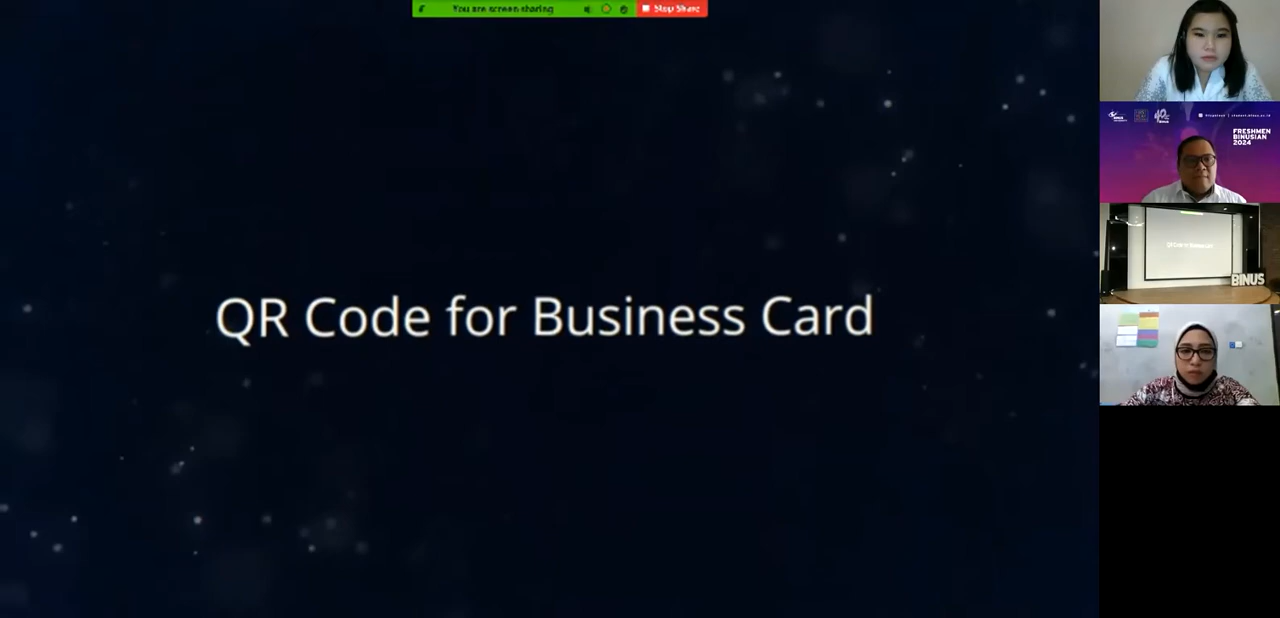 You are screen sharing
Stop Share
QR Code for Business Card
FRESHMEN
BINUSIAN
2024
BINUS